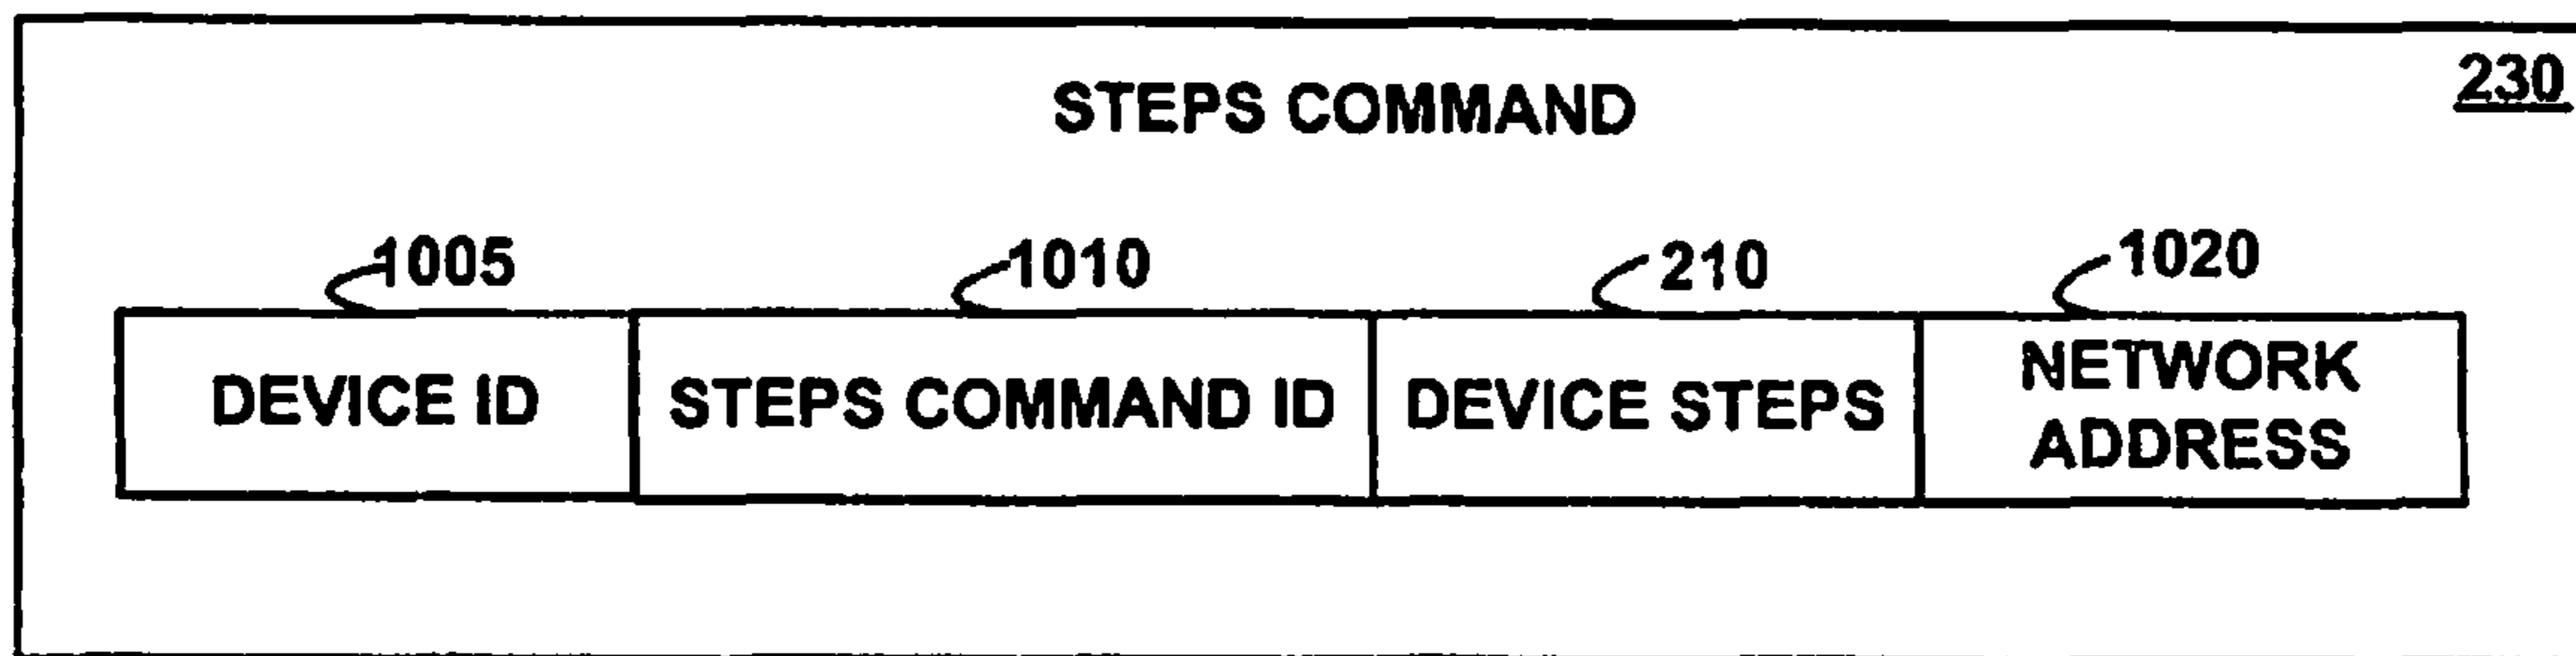 230
STEPS COMMAND
1005
1010
210
1020
DEVICE ID
STEPS COMMAND ID
DEVICE STEPS
NETWORK
ADDRESS